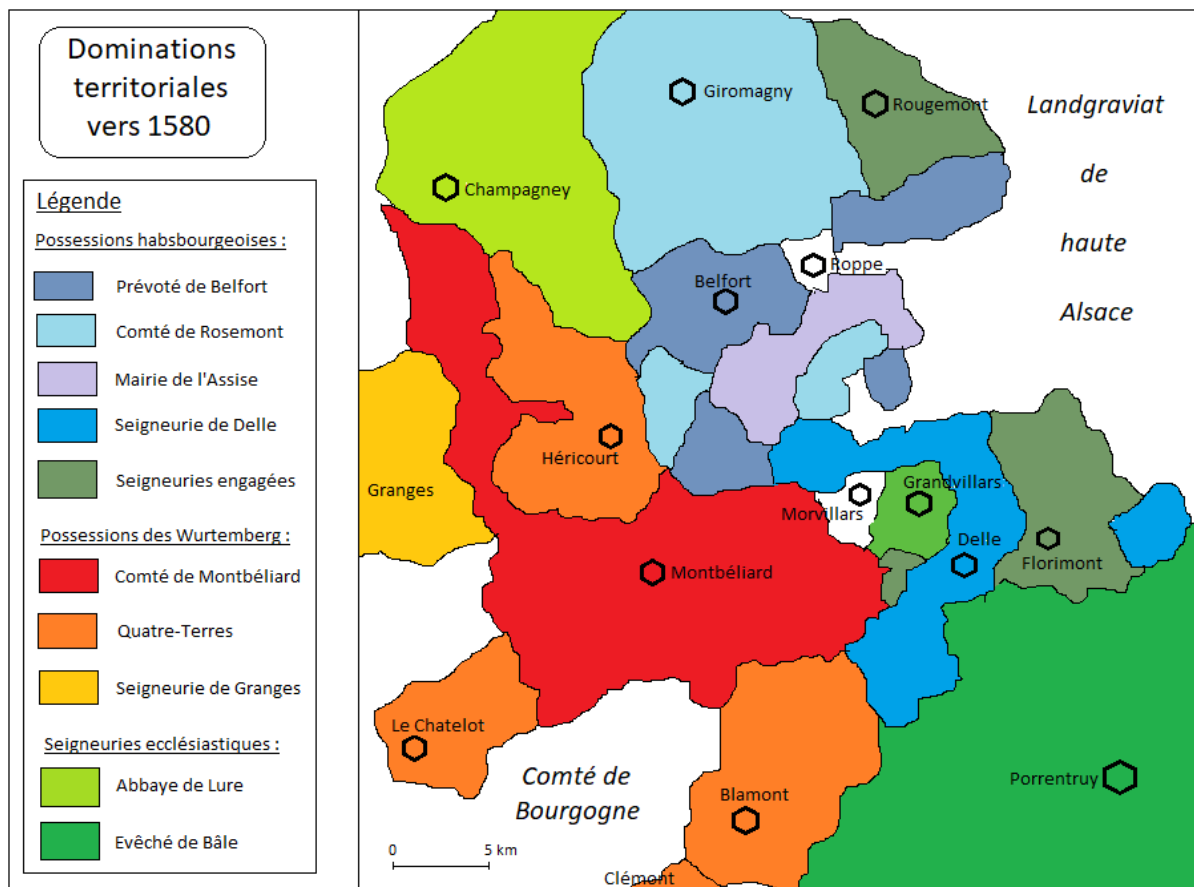 Dominations
territoriales
vers 1580
Légende
Possessions habsbourgeoises :
Prévoté de Belfort
Comté de Rosemont
Mairie de l'Assise
Seigneurie de Delle
Seigneuries engagées
Possessions des Wurtemberg :
Comté de Montbéliard
Quatre-Terres
Seigneurie de Granges
Seigneuries ecclésiastiques :
Abbaye de Lure
Evêché de Bâle
Giromagny
Rougemont
Landgraviat
de
haute
Alsace
Champagney
Roppe
Belfort
Héricourt
Granges
Grandvillars
Morvillars
Delle
Florimont
Montbéliard
Le Chatelot
Comté de
Bourgogne
Blamont
Porrentruy
Clémont
0 5 km